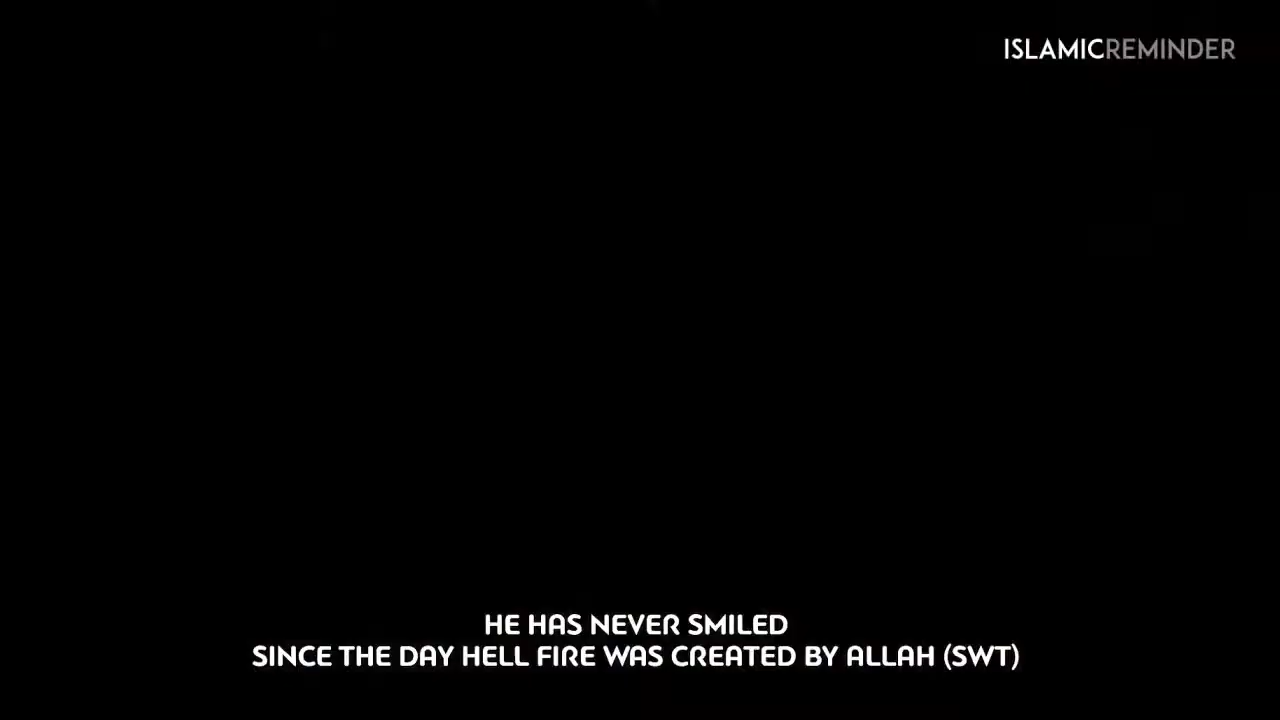 ISLAMICREMINDER
HE HAS NEVER SMILED
SINCE THE DAY HELL FIRE WAS CREATED BY ALLAH (SWT)